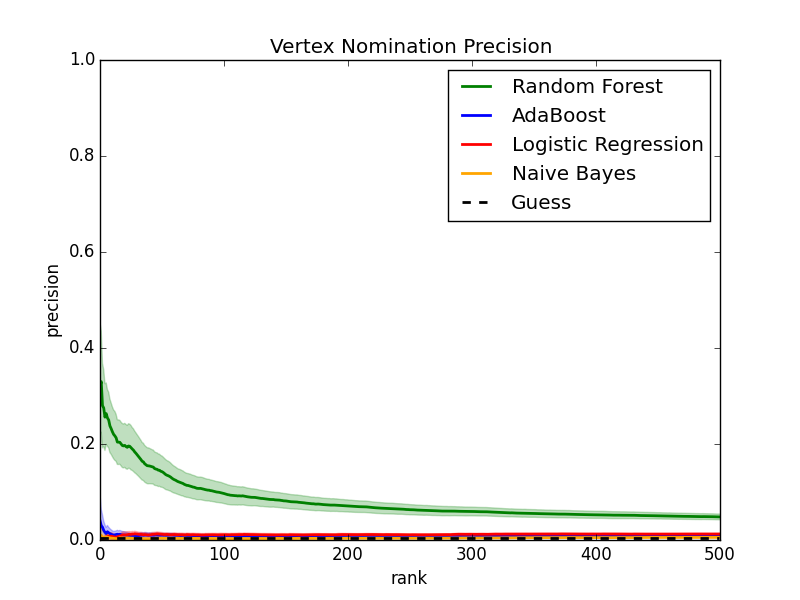 Vertex Nomination Precision
1.0
0.8
0.6
0.4
0.2
0.0
precision
Random Forest
AdaBoost
Logistic Regression
Naive Bayes
Guess
0
100
200
300
400
500
rank